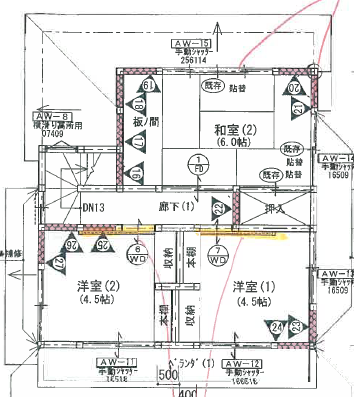 AW-15
手動シャッター
256114
既存 貼替
19
20
18
21
AW-8
横滑り高所用
07409
板ノ間
17
和室(2)
(6.0帖)
既存
貼替
貼替
AW-14
手動シャッター
16509
16
1
FD
既存 貼替
DN13
廊下(1)
22
押入
26
25
27
6
WD
収納
本棚
7
WD
洋室(2)
(4.5帖)
洋室(1)
(4.5帖)
AW-13
手動シャッター
16509
本棚
収納
24
23
ベランダ(1)
AW-11
手動シャッター
AW-12
手動シャッター
500
400